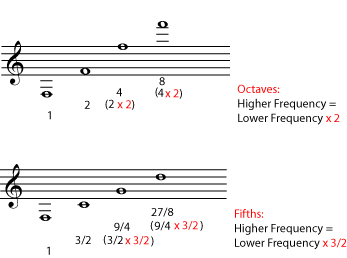 1
2
4
(2 x 2)
8
(4 x 2)
Octaves:
Higher Frequency =
Lower Frequency x 2
1
3/2
9/4
(3/2 x 3/2)
27/8
(9/4 x 3/2)
Fifths:
Higher Frequency =
Lower Frequency x 3/2